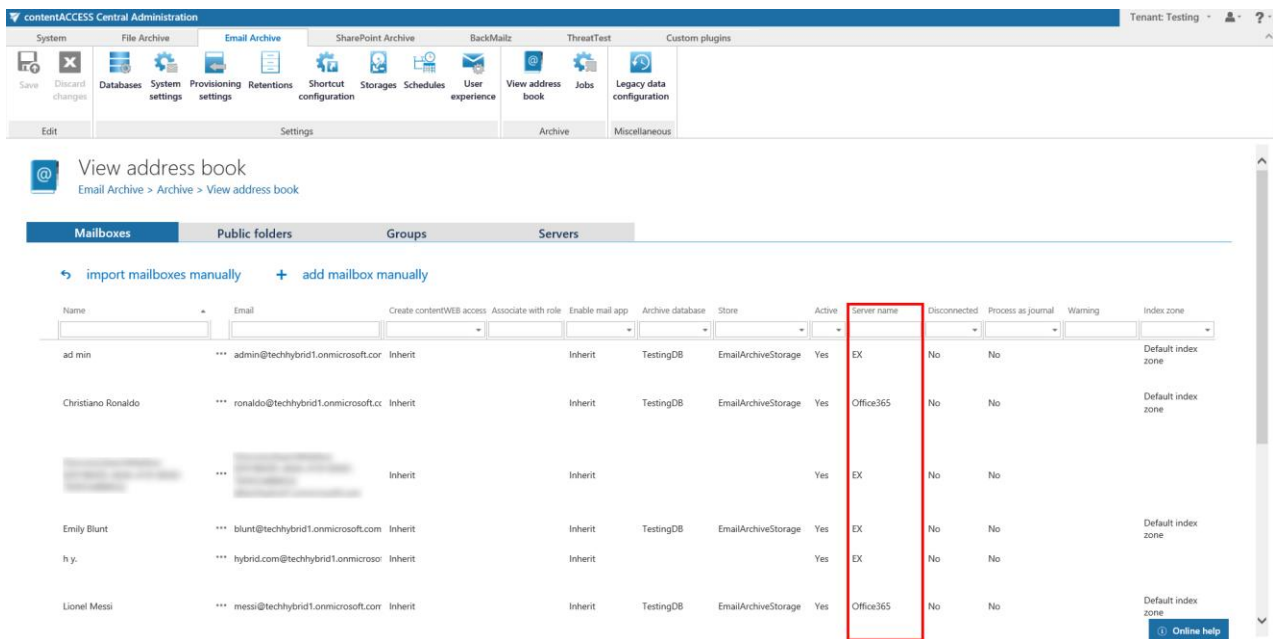 contentACCESS Central Administration
Tenant: Testing
?
System File Archive Email Archive SharePoint Archive BackMailz ThreatTest Custom plugins
Save Discard changes Databases System settings Provisioning settings Retentions Shortcut configuration Storages Schedules User experience View address book Jobs Legacy data configuration
Edit Settings Archive Miscellaneous
View address book
Email Archive > Archive > View address book
Mailboxes Public folders Groups Servers
import mailboxes manually + add mailbox manually
Name Email Create contentWEB access Associate with role Enable mail app Archive database Store Active Server name Disconnected Process as journal Warning Index zone
ad min ••• admin@techhybrid1.onmicrosoft.cor Inherit Inherit TestingDB EmailArchiveStorage Yes EX No No Default index zone
Christiano Ronaldo ••• ronaldo@techhybrid1.onmicrosoft.cc Inherit Inherit TestingDB EmailArchiveStorage Yes Office365 No No Default index zone
••• Inherit Inherit Yes EX No No
Emily Blunt ••• blunt@techhybrid1.onmicrosoft.com Inherit Inherit TestingDB EmailArchiveStorage Yes EX No No Default index zone
h y. ••• hybrid.com@techhybrid1.onmicroso Inherit Inherit Yes EX No No
Lionel Messi ••• messi@techhybrid1.onmicrosoft.com Inherit Inherit TestingDB EmailArchiveStorage Yes Office365 No No Default index zone
Online help